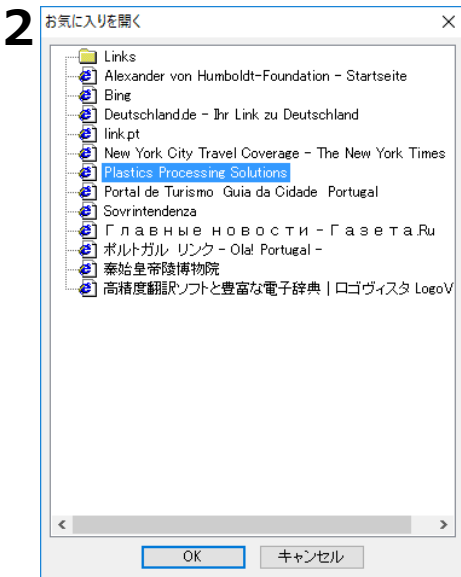 2
お気に入りを開く
Links
Alexander von Humboldt-Foundation - Startseite
Bing
Deutschland.de - Ihr Link zu Deutschland
link.pt
New York City Travel Coverage - The New York Times
Plastics Processing Solutions
Portal de Turismo Guia da Cidade Portugal
Sovrintendenza
Главные новости - Газета.Ru
ポルトガル リンク - Ola! Portugal -
秦始皇帝陵博物院
高精度翻訳ソフトと豊富な電子辞典 | ロゴヴィスタ LogoV
OK
キャンセル